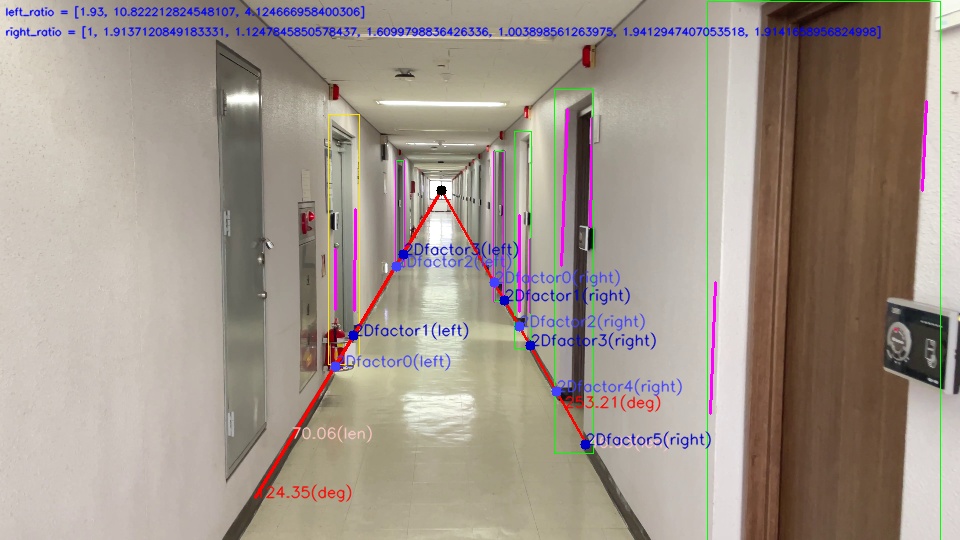 left_ratio = [1.93, 10.822212824548107, 4.124666958400306]
right_ratio = [1, 1.9137120849183331, 1.1247845850578437, 1.6099798836426336, 1.003898561263975, 1.9412947407053518, 1.9141658956824998]
2Dfactor3(left)
2Dfactor2(left)
2Dfactor0(right)
2Dfactor1(right)
2Dfactor2(right)
2Dfactor1(left)
2Dfactor3(right)
2Dfactor0(left)
2Dfactor4(right)
253.21(deg)
70.06(len)
2Dfactor5(right)
24.35(deg)